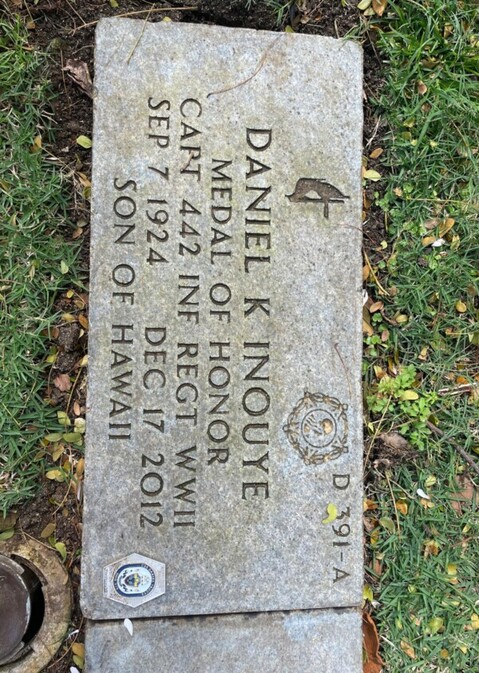 D 391-A
DANIEL K INOUYE
MEDAL OF HONOR
CAPT 442 INF REGT WWII
SEP 7 1924 DEC 17 2012
SON OF HAWAII